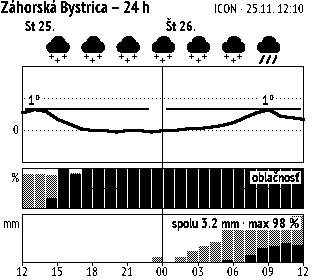 Záhorská Bystrica – 24 h
ICON · 25.11. 12:10
St 25.
Št 26.
1°
1°
0
%
oblačnosť
mm
spolu 3.2 mm · max 98 %
12 15 18 21 00 03 06 09 12